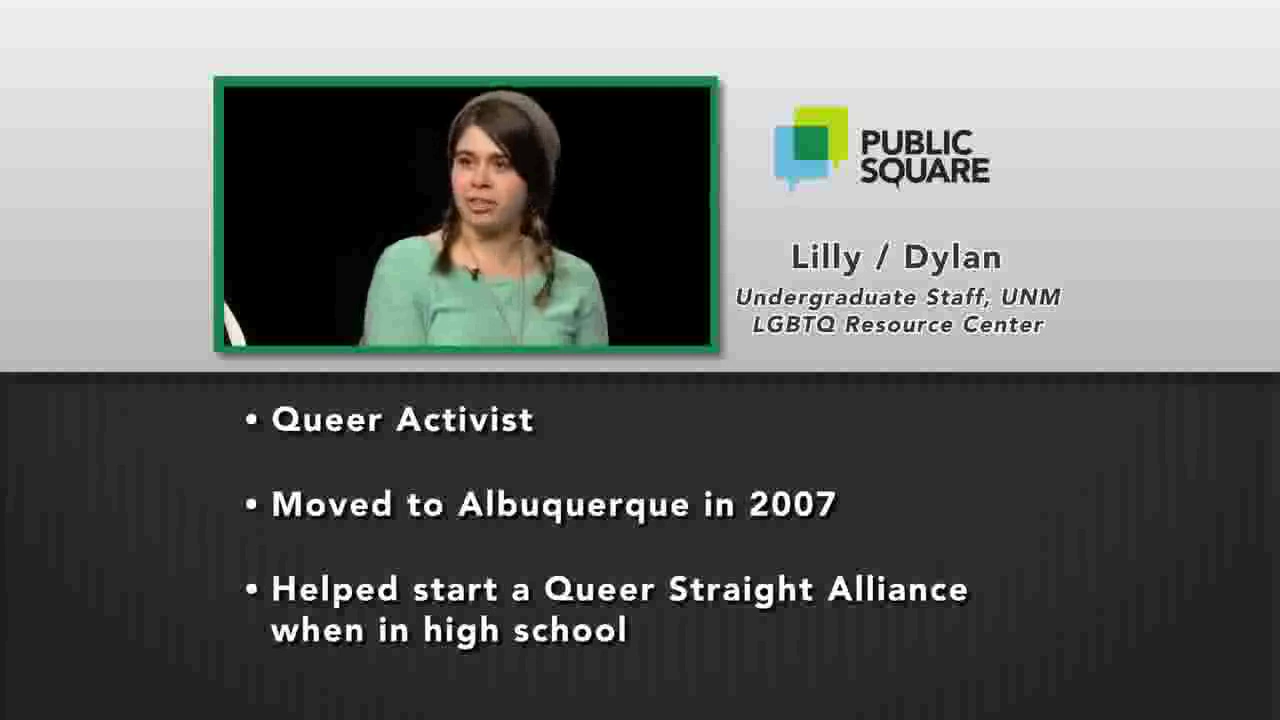 PUBLIC
SQUARE
Lilly / Dylan
Undergraduate Staff, UNM
LGBTQ Resource Center
• Queer Activist
• Moved to Albuquerque in 2007
• Helped start a Queer Straight Alliance
when in high school